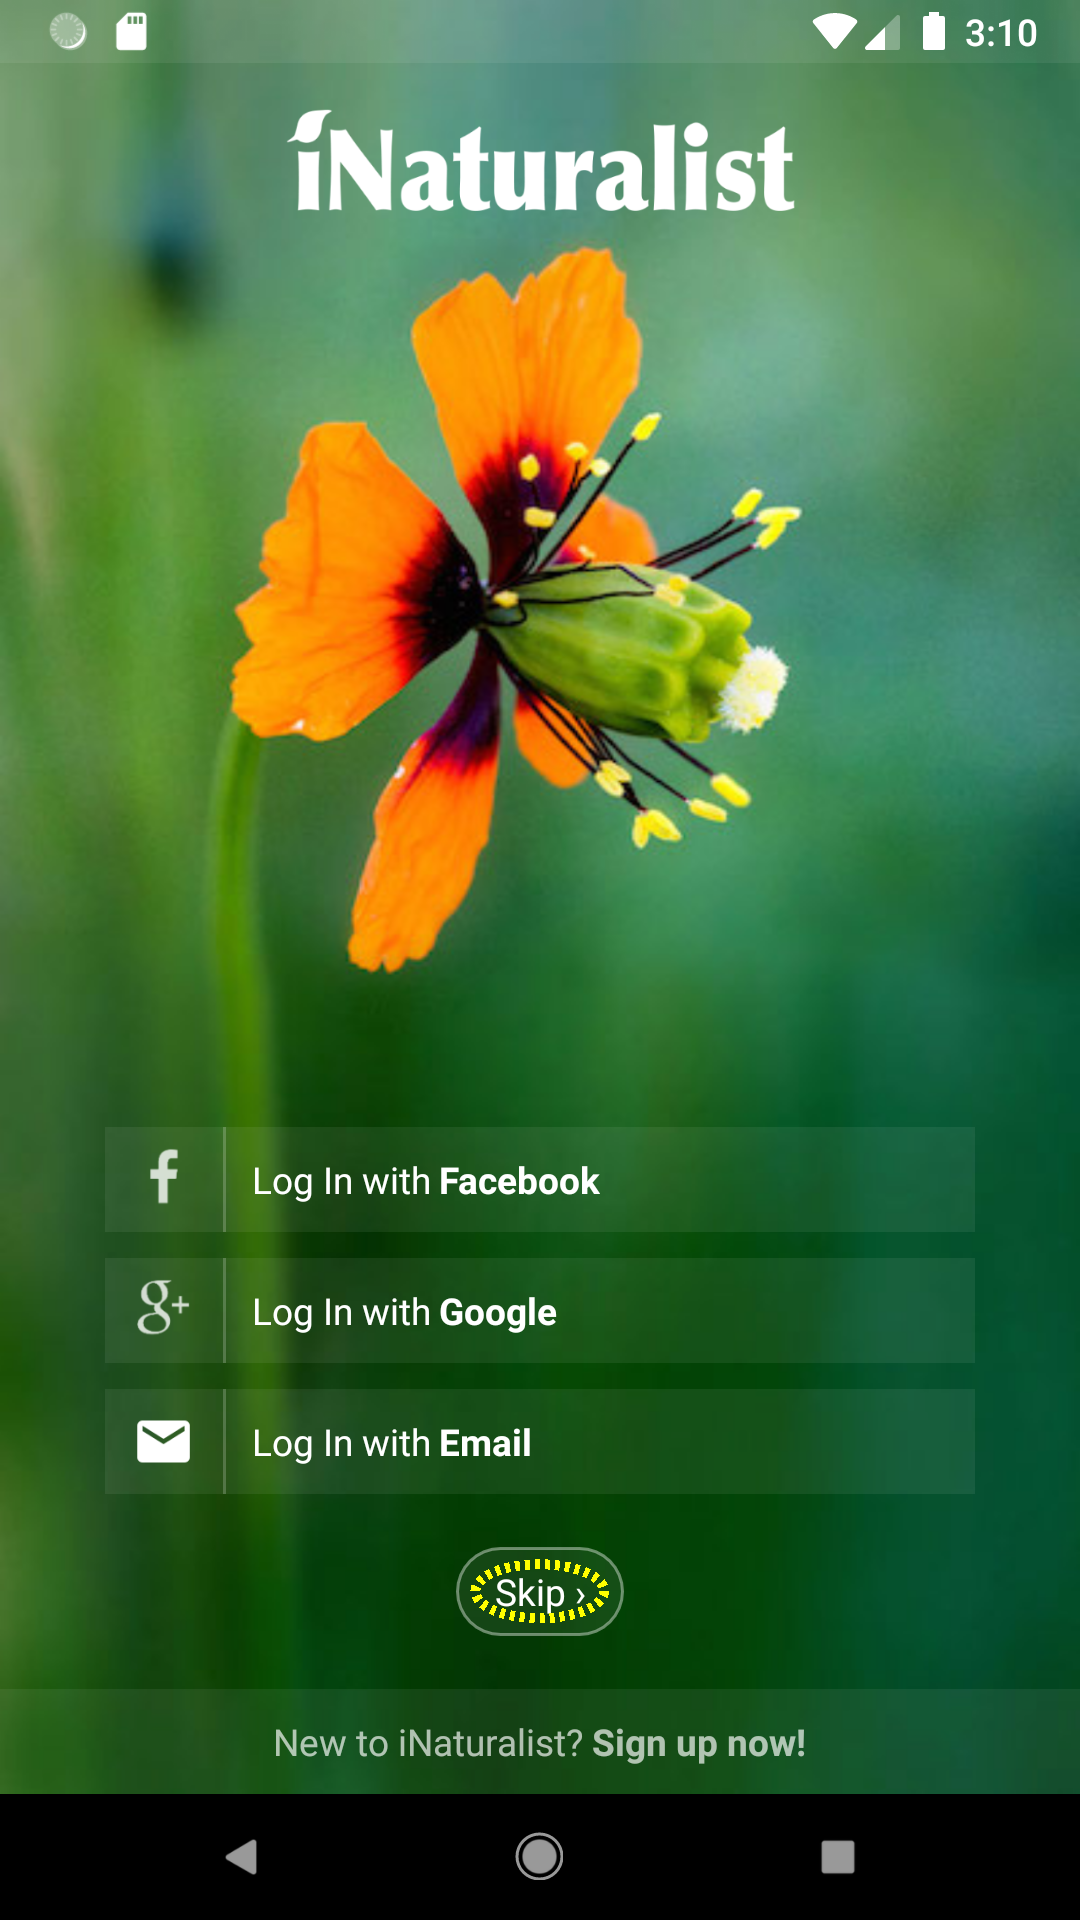 3:10
iNaturalist
Log In with Facebook
g+
Log In with Google
Log In with Email
Skip ›
New to iNaturalist? Sign up now!